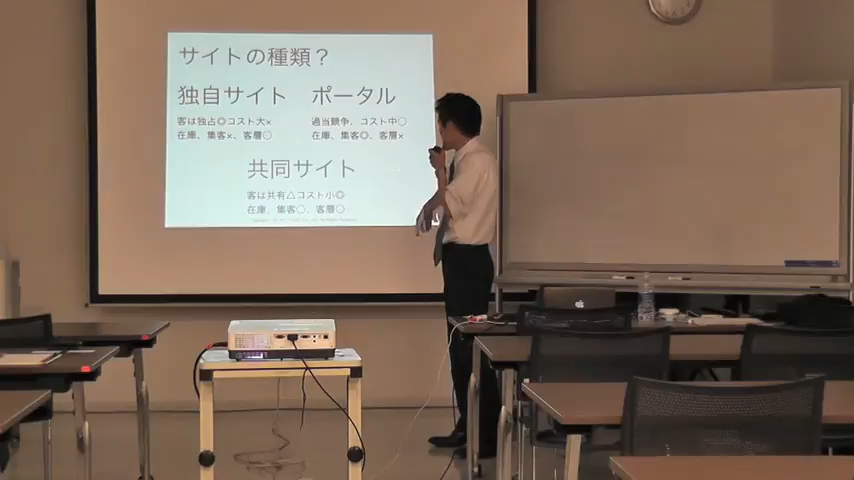 サイトの種類？
独自サイト　ポータル
客は独占◎コスト大×　過当競争、コスト中○
在庫、集客×、客層○　在庫、集客◎、客層×
共同サイト
客は共有△コスト小◎
在庫、集客○、客層○